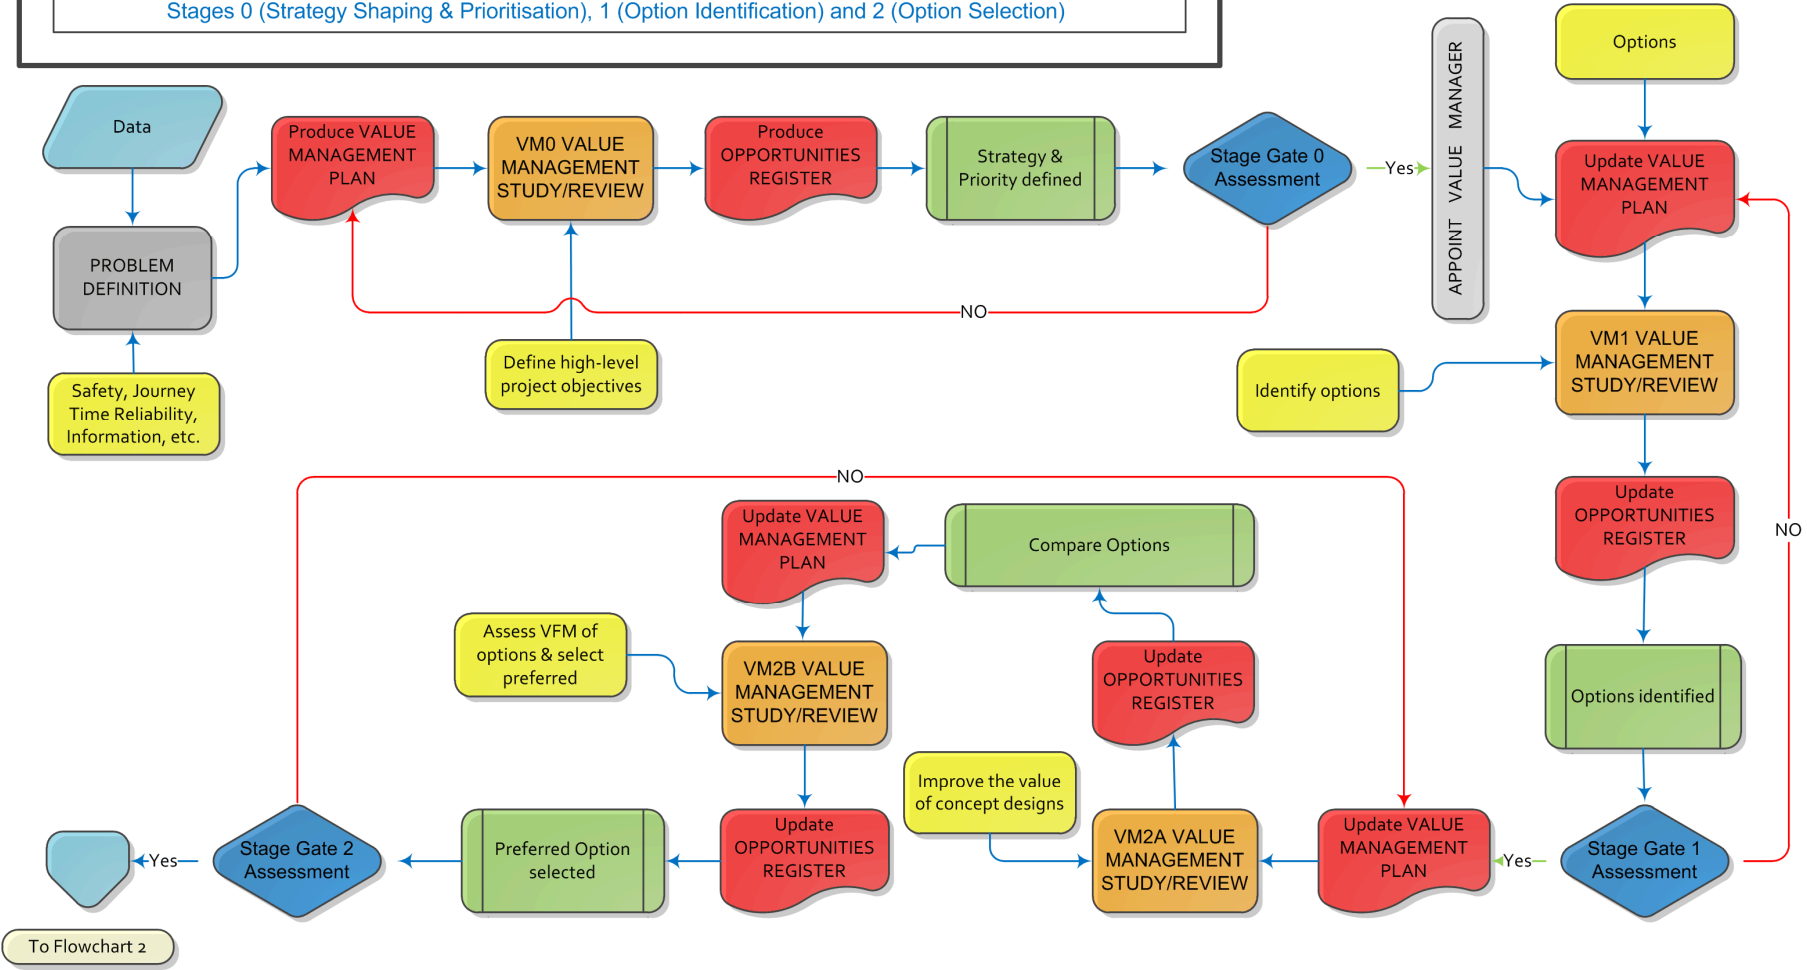 Stages 0 (Strategy Shaping & Prioritisation), 1 (Option Identification) and 2 (Option Selection)
Data
PROBLEM
DEFINITION
Safety, Journey
Time Reliability,
Information, etc.
Produce VALUE
MANAGEMENT
PLAN
VM0 VALUE
MANAGEMENT
STUDY/REVIEW
Define high-level
project objectives
Produce
OPPORTUNITIES
REGISTER
Strategy &
Priority defined
Stage Gate 0
Assessment
NO
Yes
APPOINT VALUE MANAGER
Options
Update VALUE
MANAGEMENT
PLAN
Identify options
VM1 VALUE
MANAGEMENT
STUDY/REVIEW
Update
OPPORTUNITIES
REGISTER
Options identified
Stage Gate 1
Assessment
NO
Yes
Update VALUE
MANAGEMENT
PLAN
Improve the value
of concept designs
VM2A VALUE
MANAGEMENT
STUDY/REVIEW
Update
OPPORTUNITIES
REGISTER
Compare Options
Update VALUE
MANAGEMENT
PLAN
Assess VFM of
options & select
preferred
VM2B VALUE
MANAGEMENT
STUDY/REVIEW
Update
OPPORTUNITIES
REGISTER
Preferred Option
selected
Stage Gate 2
Assessment
NO
Yes
To Flowchart 2